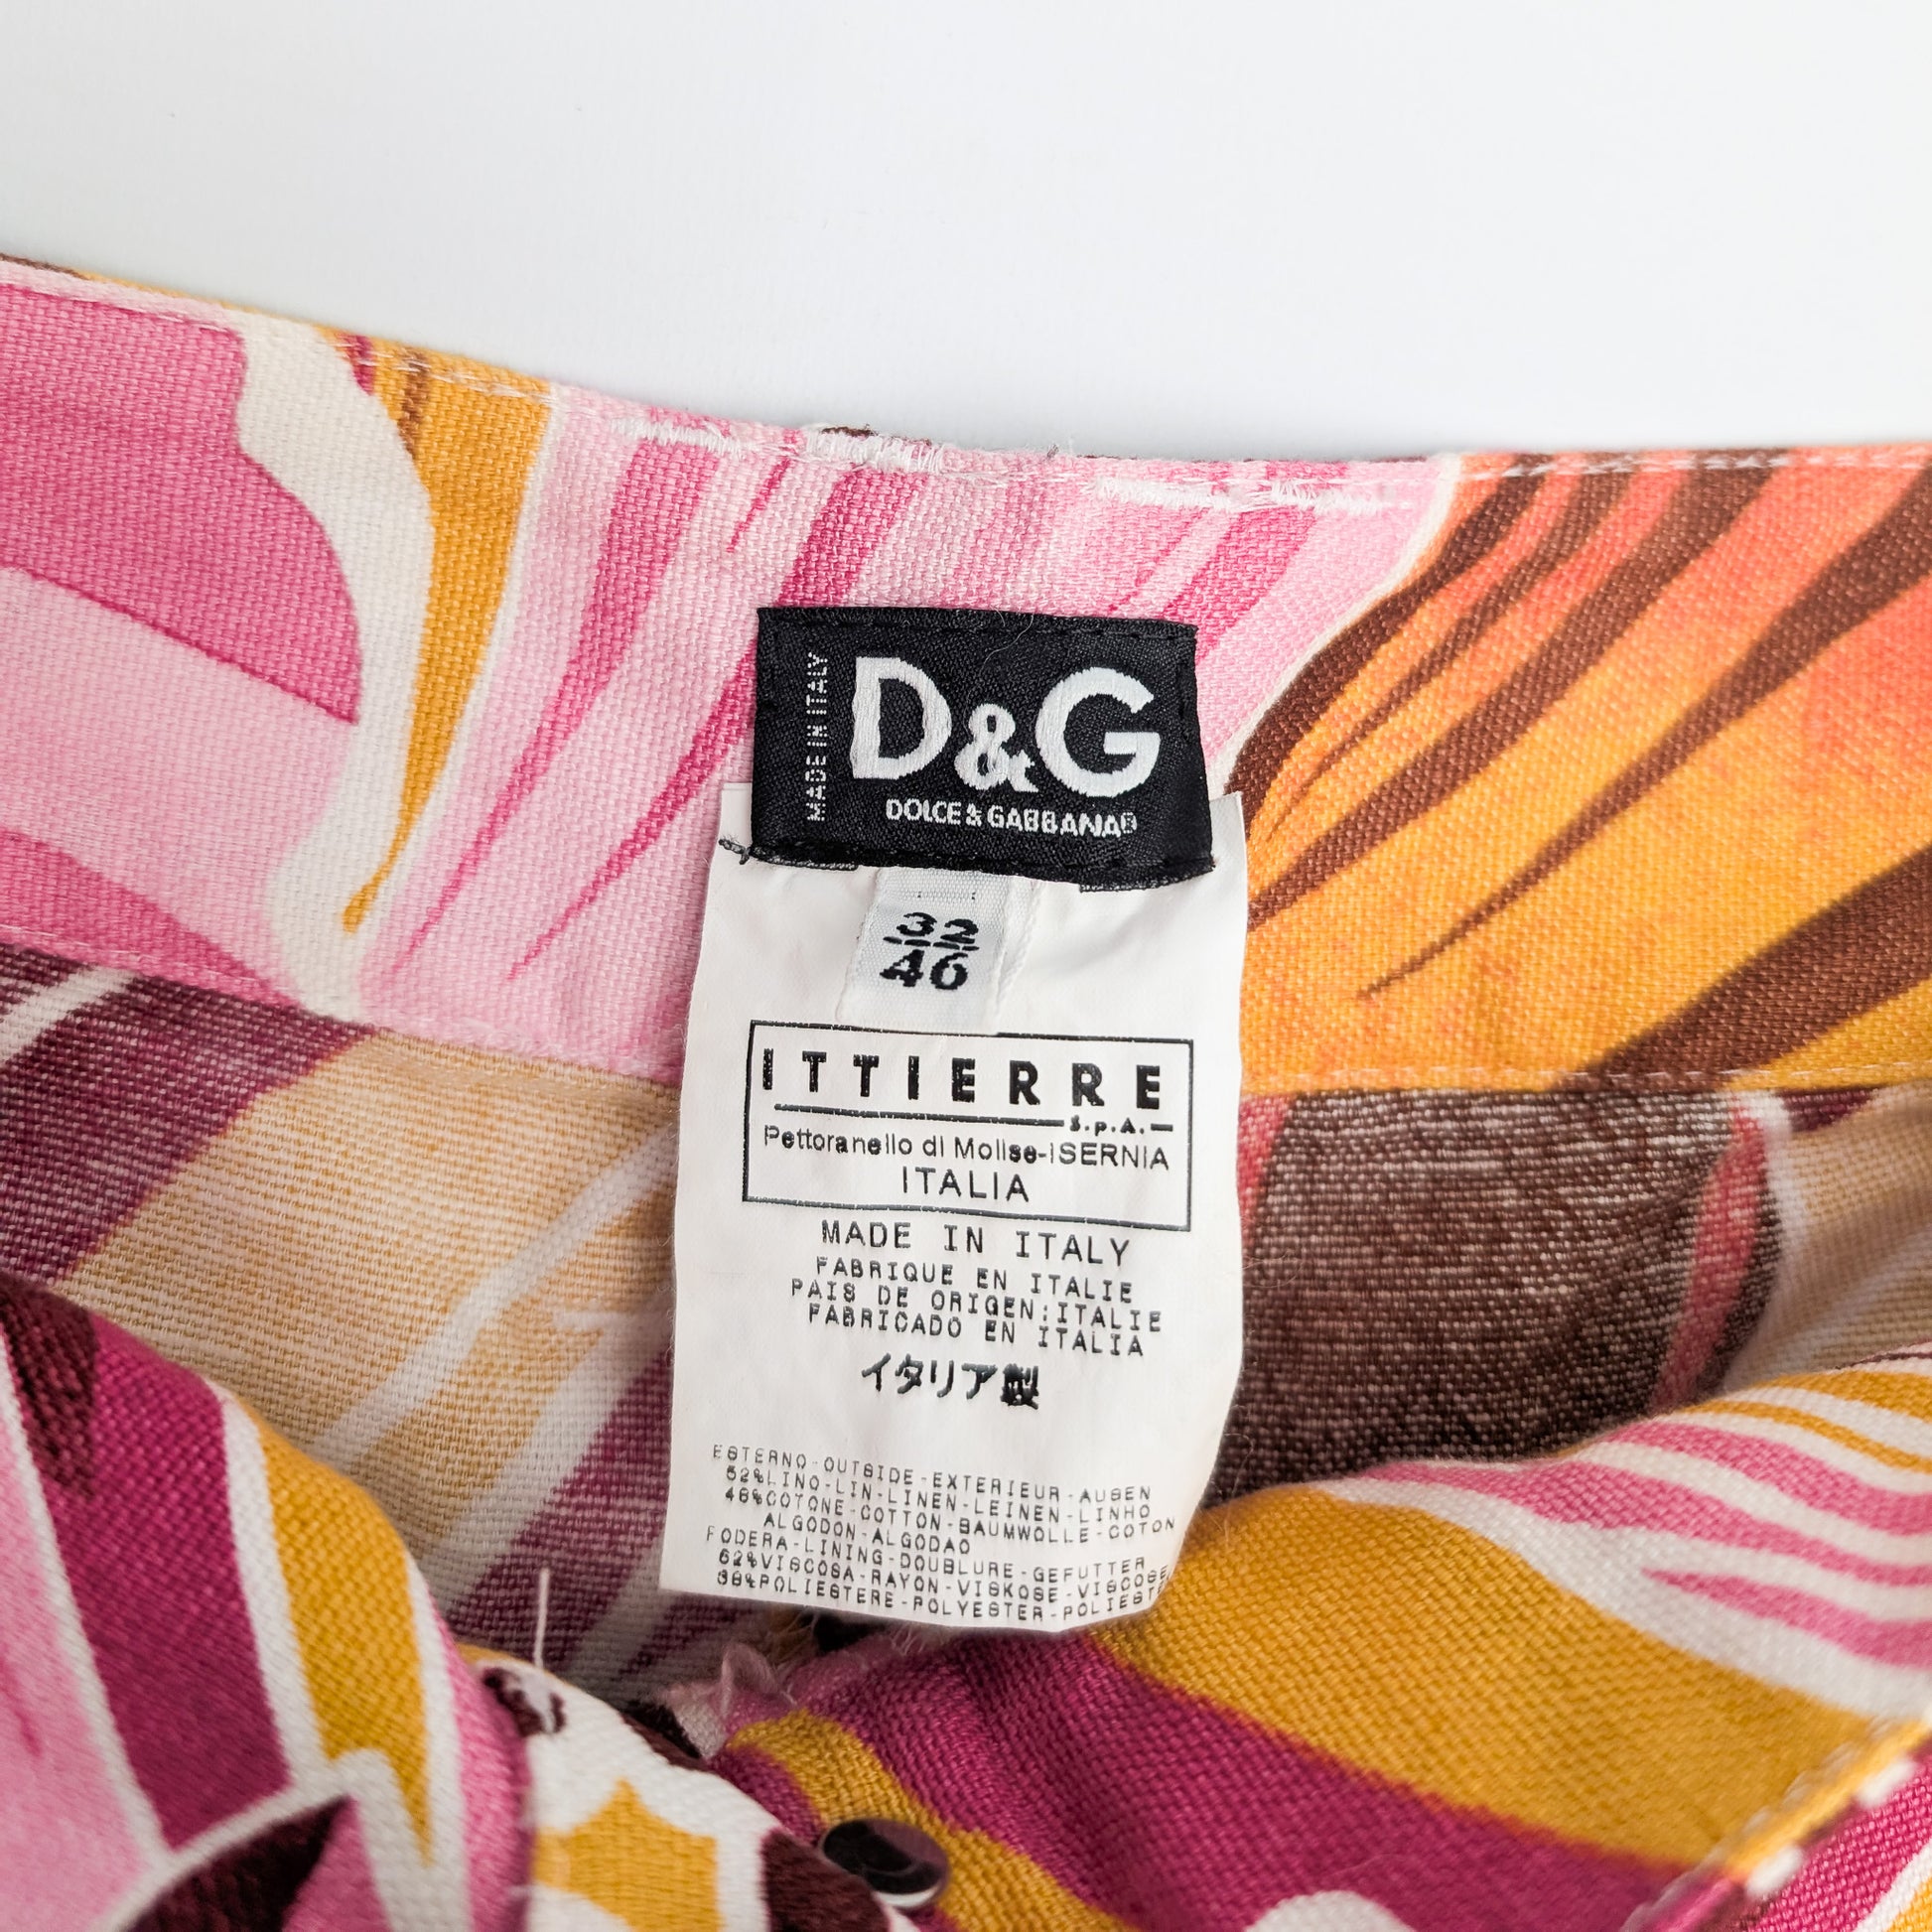 MADE IN ITALY
D&G
DOLCE & GABBANA®
32
46
ITTIERRE
S.p.A.
Pettoranello di Molise-ISERNIA
ITALIA
MADE IN ITALY
FABRIQUE EN ITALIE
PAIS DE ORIGEN:ITALIE
FABRICADO EN ITALIA
イタリア製
ESTERNO-OUTSIDE-EXTERIEUR-AUSEN
52%LINO-LIN-LINEN-LEINEN-LINHO
48%COTONE-COTTON-BAUMWOLLE-COTON
ALGODON-ALGODAO
FODERA-LINING-DOUBLURE-GEFUTTER
62%VISCOSA-RAYON-VISKOSE-VISCOSE
38%POLIESTERE-POLYESTER-POLIEST